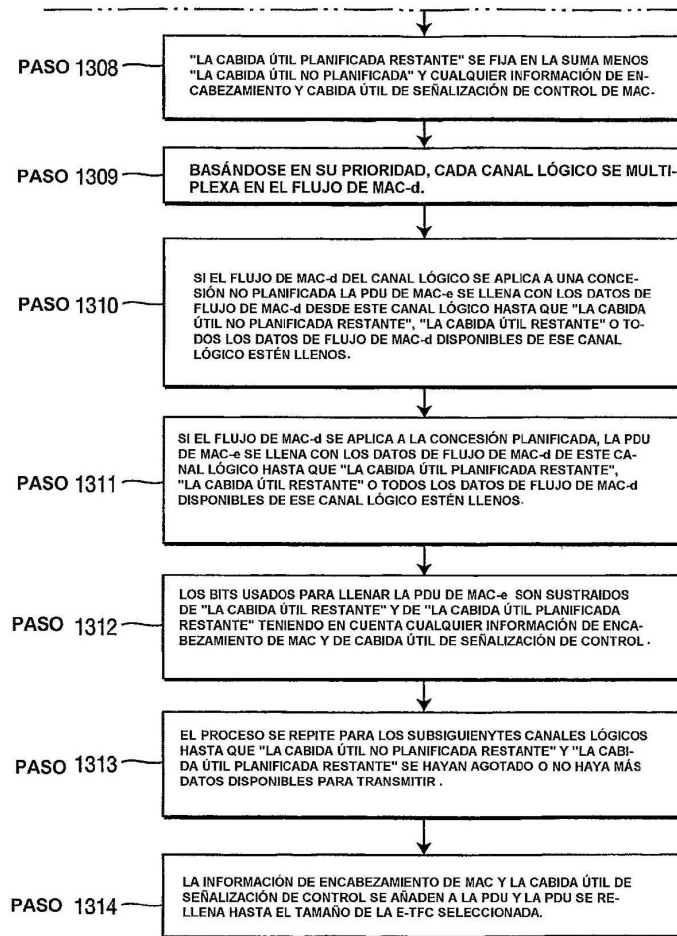 PASO 1308
"LA CABIDA ÚTIL PLANIFICADA RESTANTE" SE FIJA EN LA SUMA MENOS
"LA CABIDA ÚTIL NO PLANIFICADA" Y CUALQUIER INFORMACIÓN DE EN-
CABEZAMIENTO Y CABIDA ÚTIL DE SEÑALIZACIÓN DE CONTROL DE MAC.
PASO 1309
BASÁNDOSE EN SU PRIORIDAD, CADA CANAL LÓGICO SE MULTI-
PLEXA EN EL FLUJO DE MAC-d.
PASO 1310
SI EL FLUJO DE MAC-d DEL CANAL LÓGICO SE APLICA A UNA CONCE-
SIÓN NO PLANIFICADA LA PDU DE MAC-e SE LLENA CON LOS DATOS DE
FLUJO DE MAC-d DESDE ESTE CANAL LÓGICO HASTA QUE "LA CABIDA
ÚTIL NO PLANIFICADA RESTANTE", "LA CABIDA ÚTIL RESTANTE" O TO-
DOS LOS DATOS DE FLUJO DE MAC-d DISPONIBLES DE ESE CANAL
LÓGICO ESTÉN LLENOS.
PASO 1311
SI EL FLUJO DE MAC-d SE APLICA A LA CONCESIÓN PLANIFICADA, LA PDU
DE MAC-e SE LLENA CON LOS DATOS DE FLUJO DE MAC-d DE ESTE CA-
NAL LÓGICO HASTA QUE "LA CABIDA ÚTIL PLANIFICADA RESTANTE",
"LA CABIDA ÚTIL RESTANTE" O TODOS LOS DATOS DE FLUJO DE MAC-d
DISPONIBLES DE ESE CANAL LÓGICO ESTÉN LLENOS.
PASO 1312
LOS BITS USADOS PARA LLENAR LA PDU DE MAC-e SON SUSTRAIDOS
DE "LA CABIDA ÚTIL RESTANTE" Y DE "LA CABIDA ÚTIL PLANIFICADA
RESTANTE" TENIENDO EN CUENTA CUALQUIER INFORMACIÓN DE ENCA-
BEZAMIENTO DE MAC Y DE CABIDA ÚTIL DE SEÑALIZACIÓN DE CONTROL.
PASO 1313
EL PROCESO SE REPITE PARA LOS SUBSIGUIENYTES CANALES LÓGICOS
HASTA QUE "LA CABIDA ÚTIL NO PLANIFICADA RESTANTE" Y "LA CABI-
DA ÚTIL PLANIFICADA RESTANTE" SE HAYAN AGOTADO O NO HAYA MÁS
DATOS DISPONIBLES PARA TRANSMITIR.
PASO 1314
LA INFORMACIÓN DE ENCABEZAMIENTO DE MAC Y LA CABIDA ÚTIL DE
SEÑALIZACIÓN DE CONTROL SE AÑADEN A LA PDU Y LA PDU SE RE-
LLENA HASTA EL TAMAÑO DE LA E-TFC SELECCIONADA.